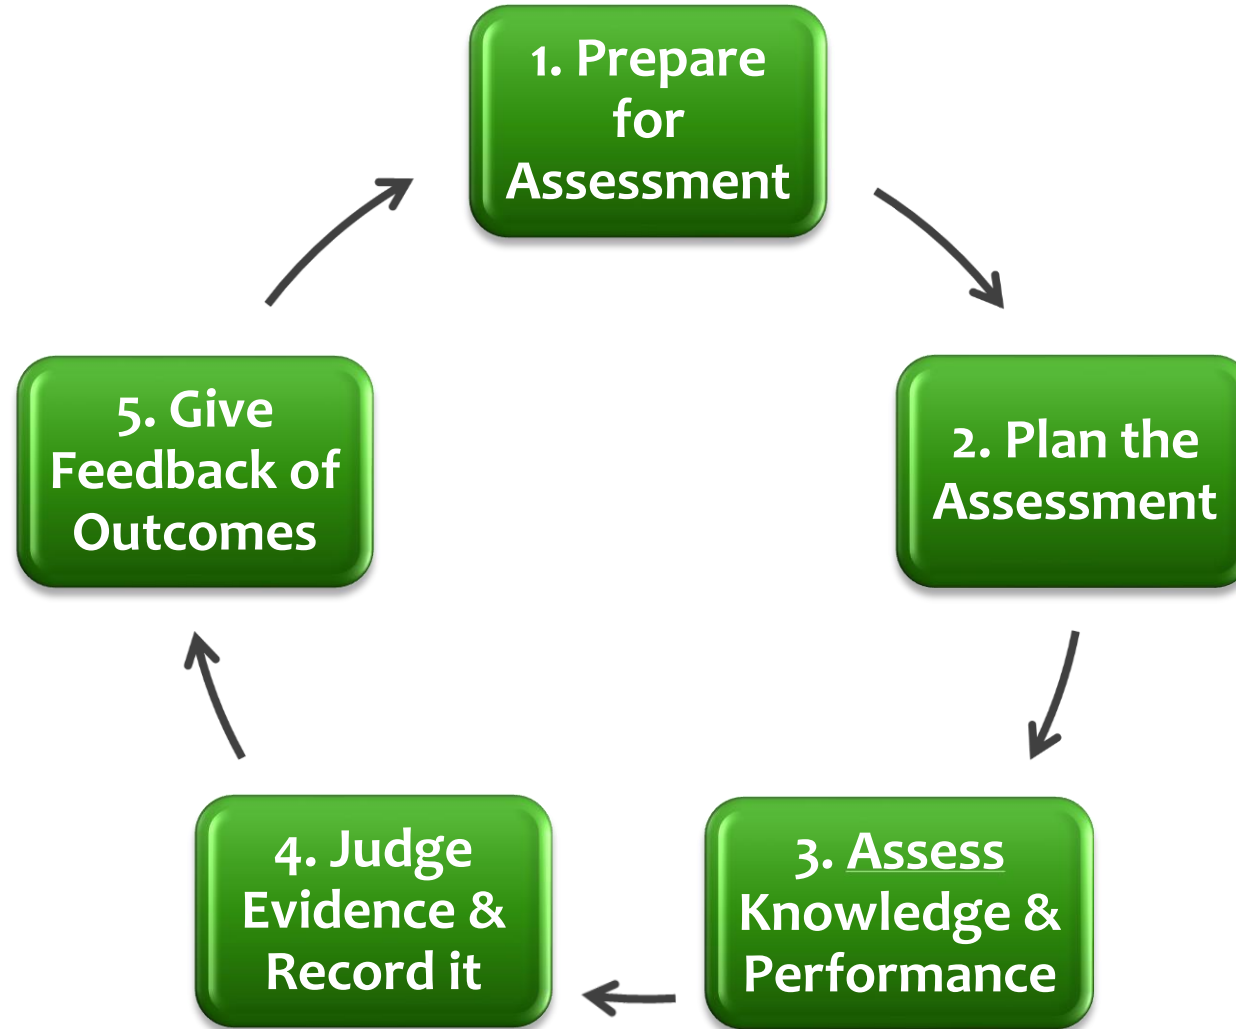 1. Prepare
for
Assessment
2. Plan the
Assessment
3. Assess
Knowledge &
Performance
4. Judge
Evidence &
Record it
5. Give
Feedback of
Outcomes